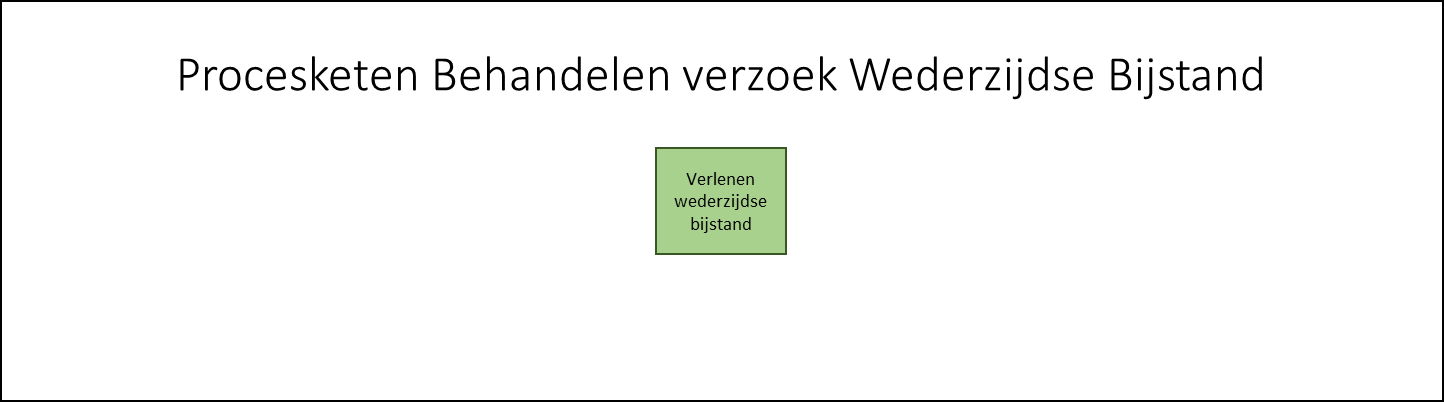 Procesketen Behandelen verzoek Wederzijdse Bijstand
Verlenen
wederzijdse
bijstand